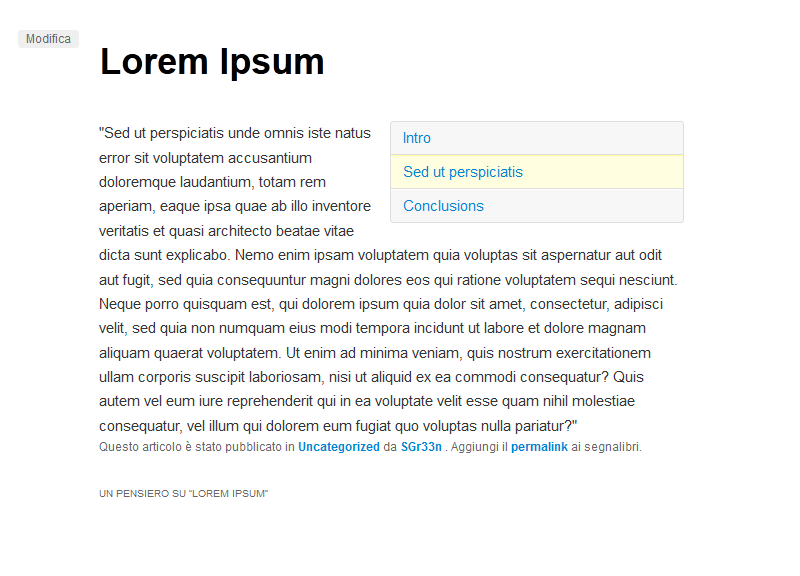 Modifica
Lorem Ipsum
"Sed ut perspiciatis unde omnis iste natus
error sit voluptatem accusantium
doloremque laudantium, totam rem
aperiam, eaque ipsa quae ab illo inventore
veritatis et quasi architecto beatae vitae
Intro
Sed ut perspiciatis
Conclusions
dicta sunt explicabo. Nemo enim ipsam voluptatem quia voluptas sit aspernatur aut odit
aut fugit, sed quia consequuntur magni dolores eos qui ratione voluptatem sequi nesciunt.
Neque porro quisquam est, qui dolorem ipsum quia dolor sit amet, consectetur, adipisci
velit, sed quia non numquam eius modi tempora incidunt ut labore et dolore magnam
aliquam quaerat voluptatem. Ut enim ad minima veniam, quis nostrum exercitationem
ullam corporis suscipit laboriosam, nisi ut aliquid ex ea commodi consequatur? Quis
autem vel eum iure reprehenderit qui in ea voluptate velit esse quam nihil molestiae
consequatur, vel illum qui dolorem eum fugiat quo voluptas nulla pariatur?"
Questo articolo è stato pubblicato in Uncategorized da SGr33n . Aggiungi il permalink ai segnalibri.
UN PENSIERO SU "LOREM IPSUM"